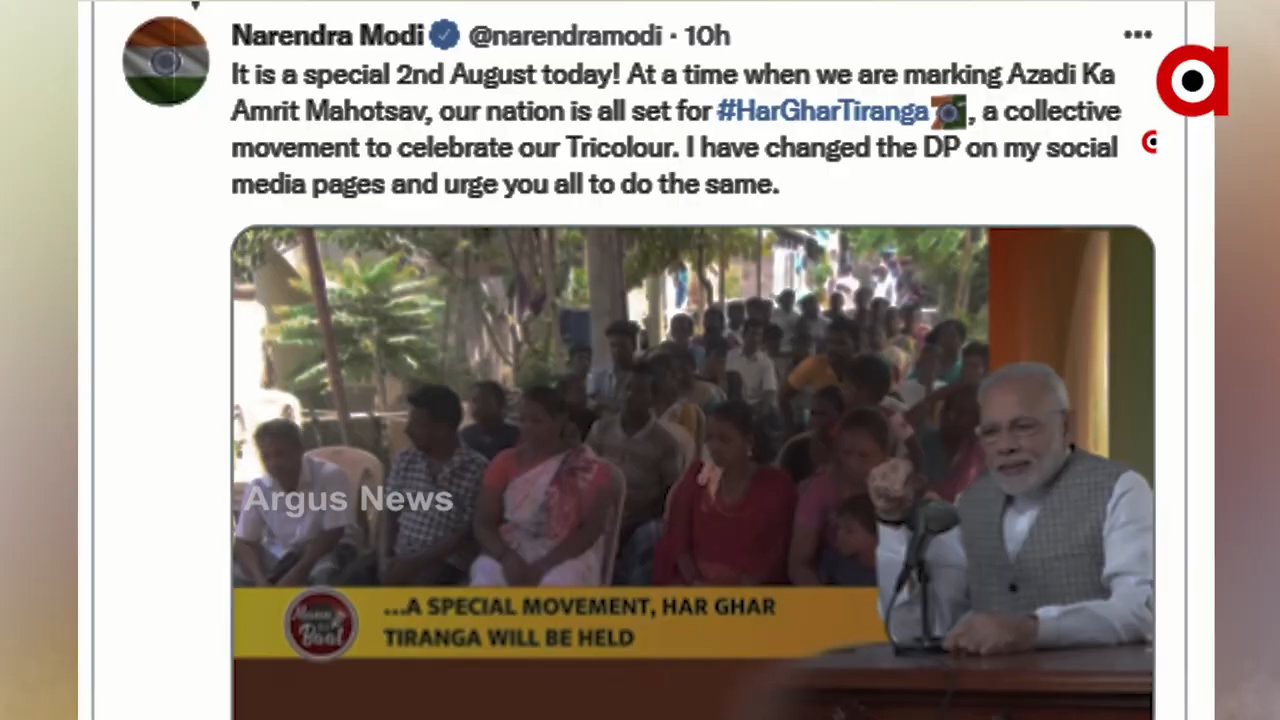 Narendra Modi @narendramodi · 10h
It is a special 2nd August today! At a time when we are marking Azadi Ka
Amrit Mahotsav, our nation is all set for #HarGharTiranga, a collective
movement to celebrate our Tricolour. I have changed the DP on my social
media pages and urge you all to do the same.
Argus News
...A SPECIAL MOVEMENT, HAR GHAR
TIRANGA WILL BE HELD
Mann
Baat